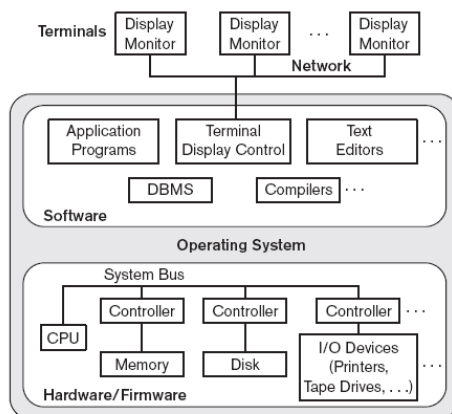 Terminals
Display Monitor
Display Monitor
...
Display Monitor
Network
Application Programs
Terminal Display Control
Text Editors
...
DBMS
Compilers
...
Software
Operating System
System Bus
Controller
Controller
Controller
...
CPU
Memory
Disk
I/O Devices
(Printers,
Tape Drives, . . .)
...
Hardware/Firmware